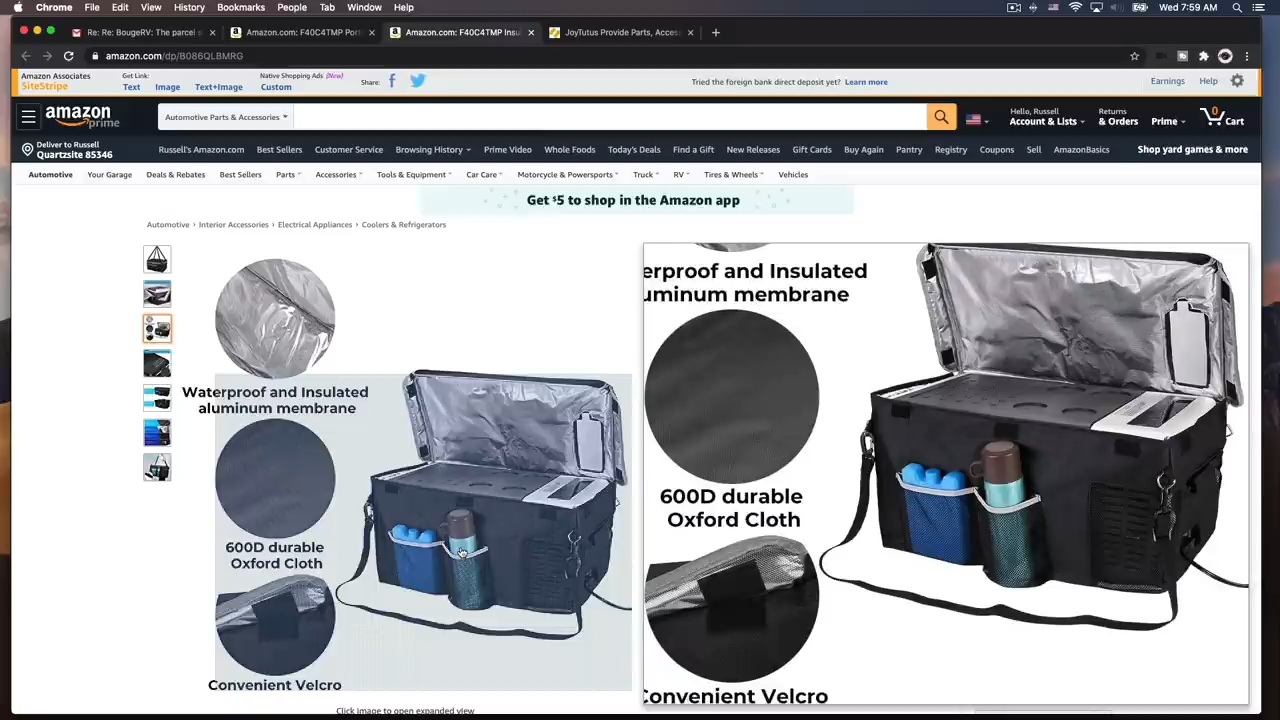 Chrome File Edit View History Bookmarks People Tab Window Help
Wed 7:59 AM
Re: Re: BougeRV: The parcel s
Amazon.com: F40C4TMP Port
Amazon.com: F40C4TMP Insu
JoyTutus Provide Parts, Access
amazon.com/dp/B086QLBMRG
Amazon Associates
SiteStripe
Get Link:
Text Image Text+Image
Native Shopping Ads (New)
Custom
Share:
Tried the foreign bank direct deposit yet? Learn more
Earnings Help
amazon
prime
Automotive Parts & Accessories
Hello, Russell
Account & Lists
Returns
& Orders
Prime
0
Cart
Deliver to Russell
Quartzsite 85346
Russell's Amazon.com Best Sellers Customer Service Browsing History Prime Video Whole Foods Today's Deals Find a Gift New Releases Gift Cards Buy Again Pantry Registry Coupons Sell AmazonBasics
Shop yard games & more
Automotive Your Garage Deals & Rebates Best Sellers Parts Accessories Tools & Equipment Car Care Motorcycle & Powersports Truck RV Tires & Wheels Vehicles
Get $5 to shop in the Amazon app
Automotive › Interior Accessories › Electrical Appliances › Coolers & Refrigerators
Waterproof and Insulated
aluminum membrane
600D durable
Oxford Cloth
Convenient Velcro
Click image to open expanded view
erproof and Insulated
uminum membrane
600D durable
Oxford Cloth
Convenient Velcro